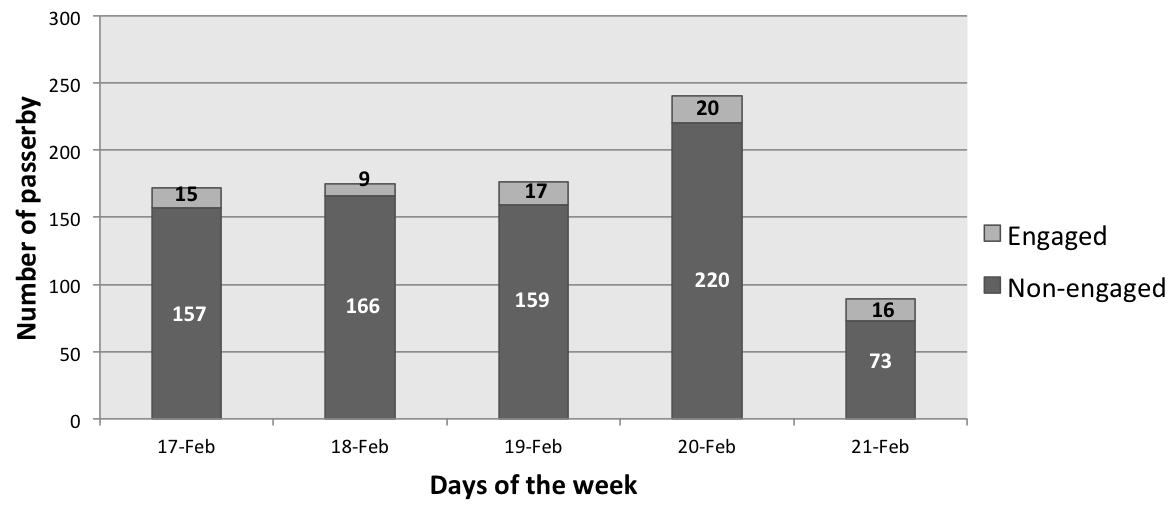 300
250
200
150
100
50
0
Number of passerby
15
9
17
20
16
157
166
159
220
73
17-Feb
18-Feb
19-Feb
20-Feb
21-Feb
Days of the week
Engaged
Non-engaged